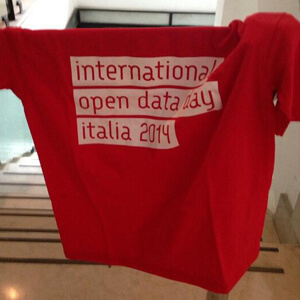 international
open data day
italia 2014